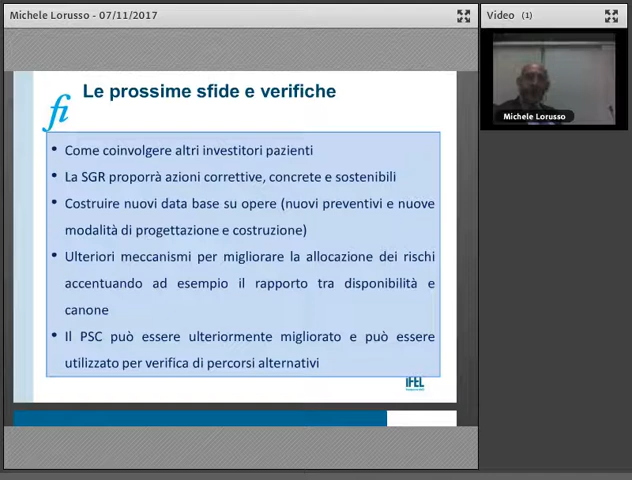 Michele Lorusso - 07/11/2017
Video (1)
Michele Lorusso
Le prossime sfide e verifiche
fi
• Come coinvolgere altri investitori pazienti
• La SGR proporrà azioni correttive, concrete e sostenibili
• Costruire nuovi data base su opere (nuovi preventivi e nuove
modalità di progettazione e costruzione)
• Ulteriori meccanismi per migliorare la allocazione dei rischi
accentuando ad esempio il rapporto tra disponibilità e
canone
• Il PSC può essere ulteriormente migliorato e può essere
utilizzato per verifica di percorsi alternativi
IFEL